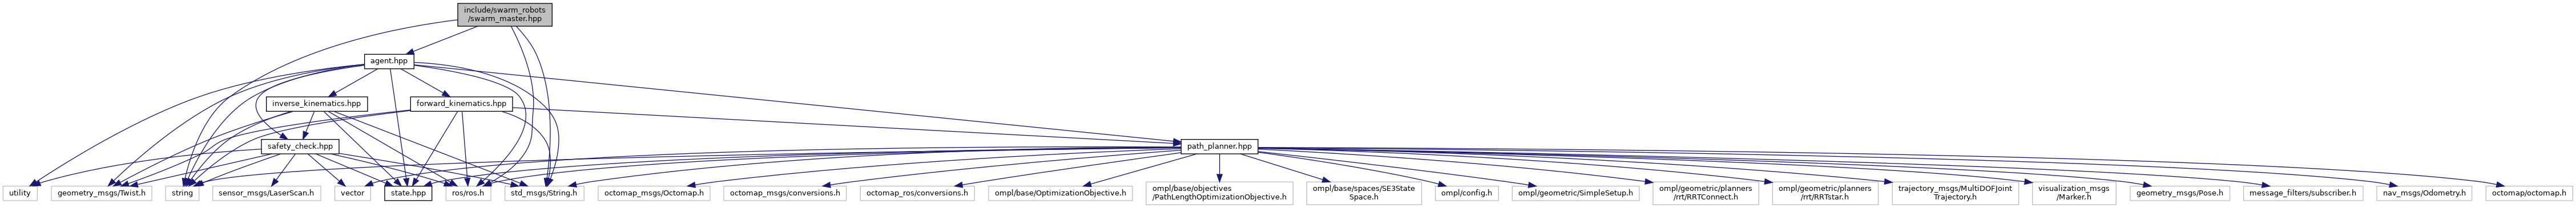 include/swarm_robots
/swarm_master.hpp
agent.hpp
inverse_kinematics.hpp
forward_kinematics.hpp
safety_check.hpp
path_planner.hpp
utility
geometry_msgs/Twist.h
string
sensor_msgs/LaserScan.h
vector
state.hpp
ros/ros.h
std_msgs/String.h
octomap_msgs/Octomap.h
octomap_msgs/conversions.h
octomap_ros/conversions.h
ompl/base/OptimizationObjective.h
ompl/base/objectives
/PathLengthOptimizationObjective.h
ompl/base/spaces/SE3State
Space.h
ompl/config.h
ompl/geometric/SimpleSetup.h
ompl/geometric/planners
/rrt/RRTConnect.h
ompl/geometric/planners
/rrt/RRTstar.h
trajectory_msgs/MultiDOFJoint
Trajectory.h
visualization_msgs
/Marker.h
geometry_msgs/Pose.h
message_filters/subscriber.h
nav_msgs/Odometry.h
octomap/octomap.h